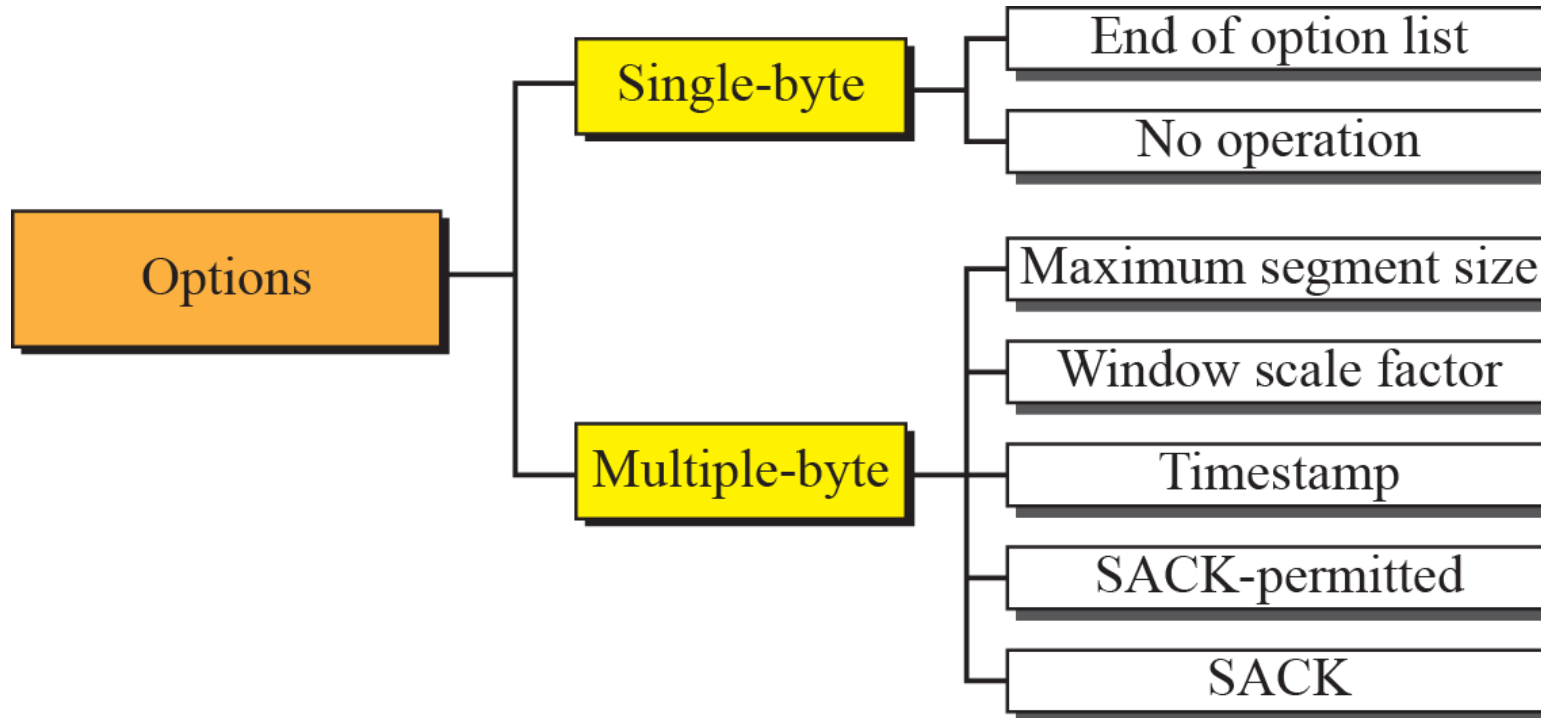 Options
Single-byte
End of option list
No operation
Multiple-byte
Maximum segment size
Window scale factor
Timestamp
SACK-permitted
SACK